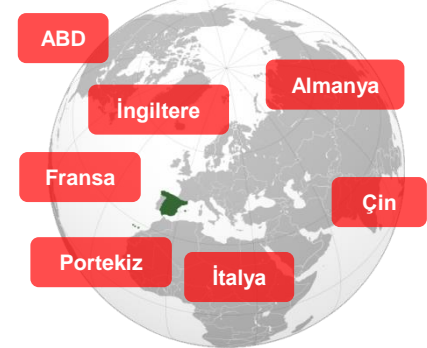 ABD
Almanya
İngiltere
Fransa
Çin
Portekiz
İtalya